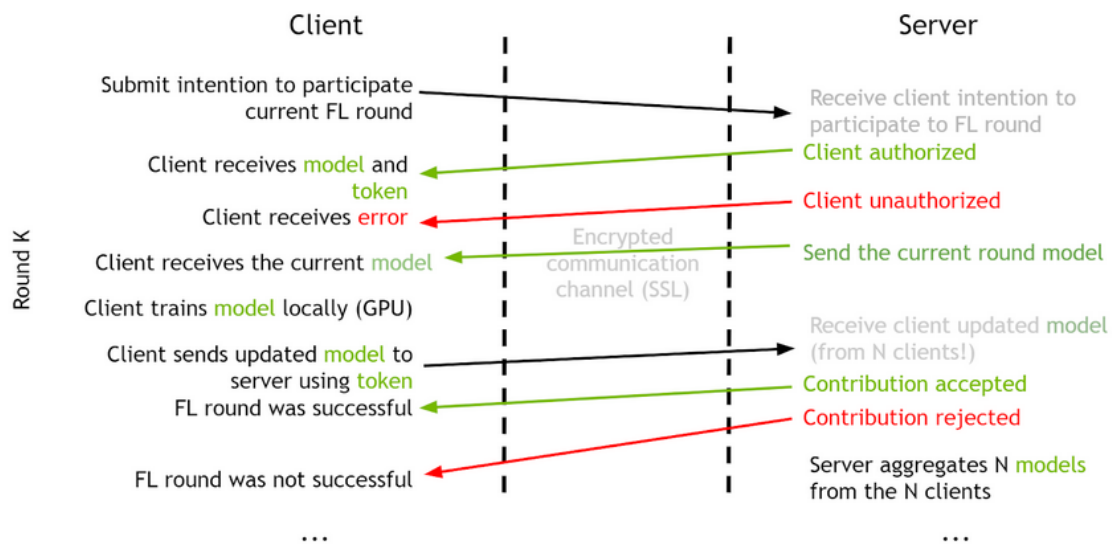 Client
Server
Submit intention to participate
current FL round
Receive client intention to
participate to FL round
Client authorized
Client receives model and
token
Client unauthorized
Client receives error
Round K
Encrypted
communication
channel (SSL)
Send the current round model
Client receives the current model
Client trains model locally (GPU)
Receive client updated model
(from N clients!)
Client sends updated model to
server using token
Contribution accepted
FL round was successful
Contribution rejected
FL round was not successful
Server aggregates N models
from the N clients
...
...